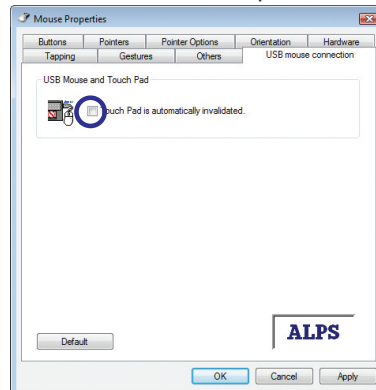 Mouse Properties
Buttons Pointers Pointer Options Orientation Hardware
Tapping Gestures Others USB mouse connection
USB Mouse and Touch Pad
Touch Pad is automatically invalidated.
ALPS
Default
OK Cancel Apply